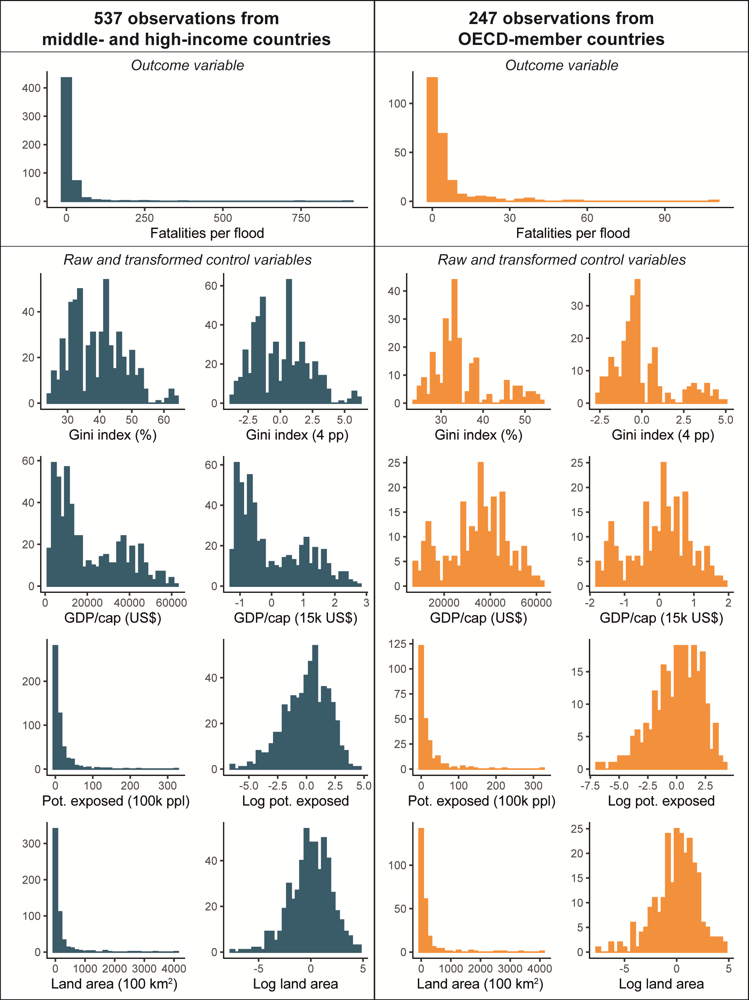 537 observations from
middle- and high-income countries
247 observations from
OECD-member countries
Outcome variable
400
300
200
100
0
0 250 500 750
Fatalities per flood
Outcome variable
100
50
0
0 30 60 90
Fatalities per flood
Raw and transformed control variables
40
20
0
30 40 50 60
Gini index (%)
60
40
20
0
-2.5 0.0 2.5 5.0
Gini index (4 pp)
Raw and transformed control variables
40
30
20
10
0
30 40 50
Gini index (%)
30
20
10
0
-2.5 0.0 2.5 5.0
Gini index (4 pp)
60
40
20
0
0 20000 40000 60000
GDP/cap (US$)
60
40
20
0
-1 0 1 2 3
GDP/cap (15k US$)
25
20
15
10
5
0
20000 40000 60000
GDP/cap (US$)
25
20
15
10
5
0
-2 -1 0 1 2
GDP/cap (15k US$)
200
100
0
0 100 200 300
Pot. exposed (100k ppl)
40
20
0
-5.0 -2.5 0.0 2.5 5.0
Log pot. exposed
125
100
75
50
25
0
0 100 200 300
Pot. exposed (100k ppl)
15
10
5
0
-7.5 -5.0 -2.5 0.0 2.5
Log pot. exposed
300
200
100
0
0 1000 2000 3000 4000
Land area (100 km²)
40
20
0
-5 0 5
Log land area
100
50
0
0 1000 2000 3000 4000
Land area (100 km²)
25
20
15
10
5
0
-5 0 5
Log land area